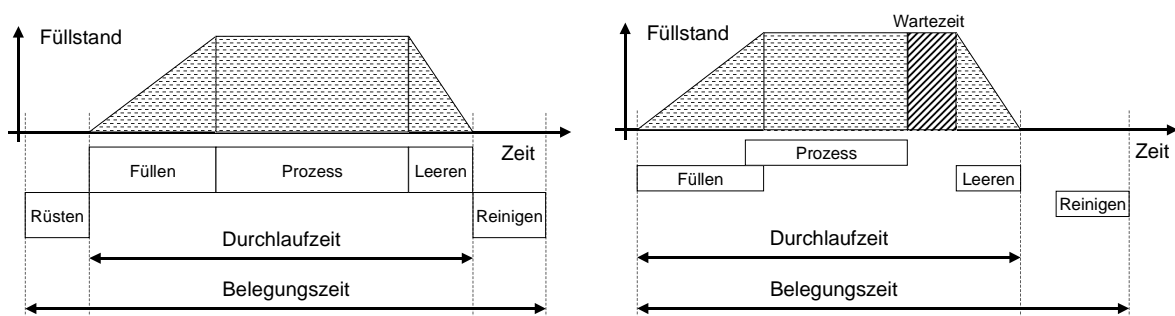 Füllstand
Zeit
Füllen
Prozess
Leeren
Rüsten
Reinigen
Durchlaufzeit
Belegungszeit
Wartezeit
Füllstand
Zeit
Prozess
Füllen
Leeren
Reinigen
Durchlaufzeit
Belegungszeit